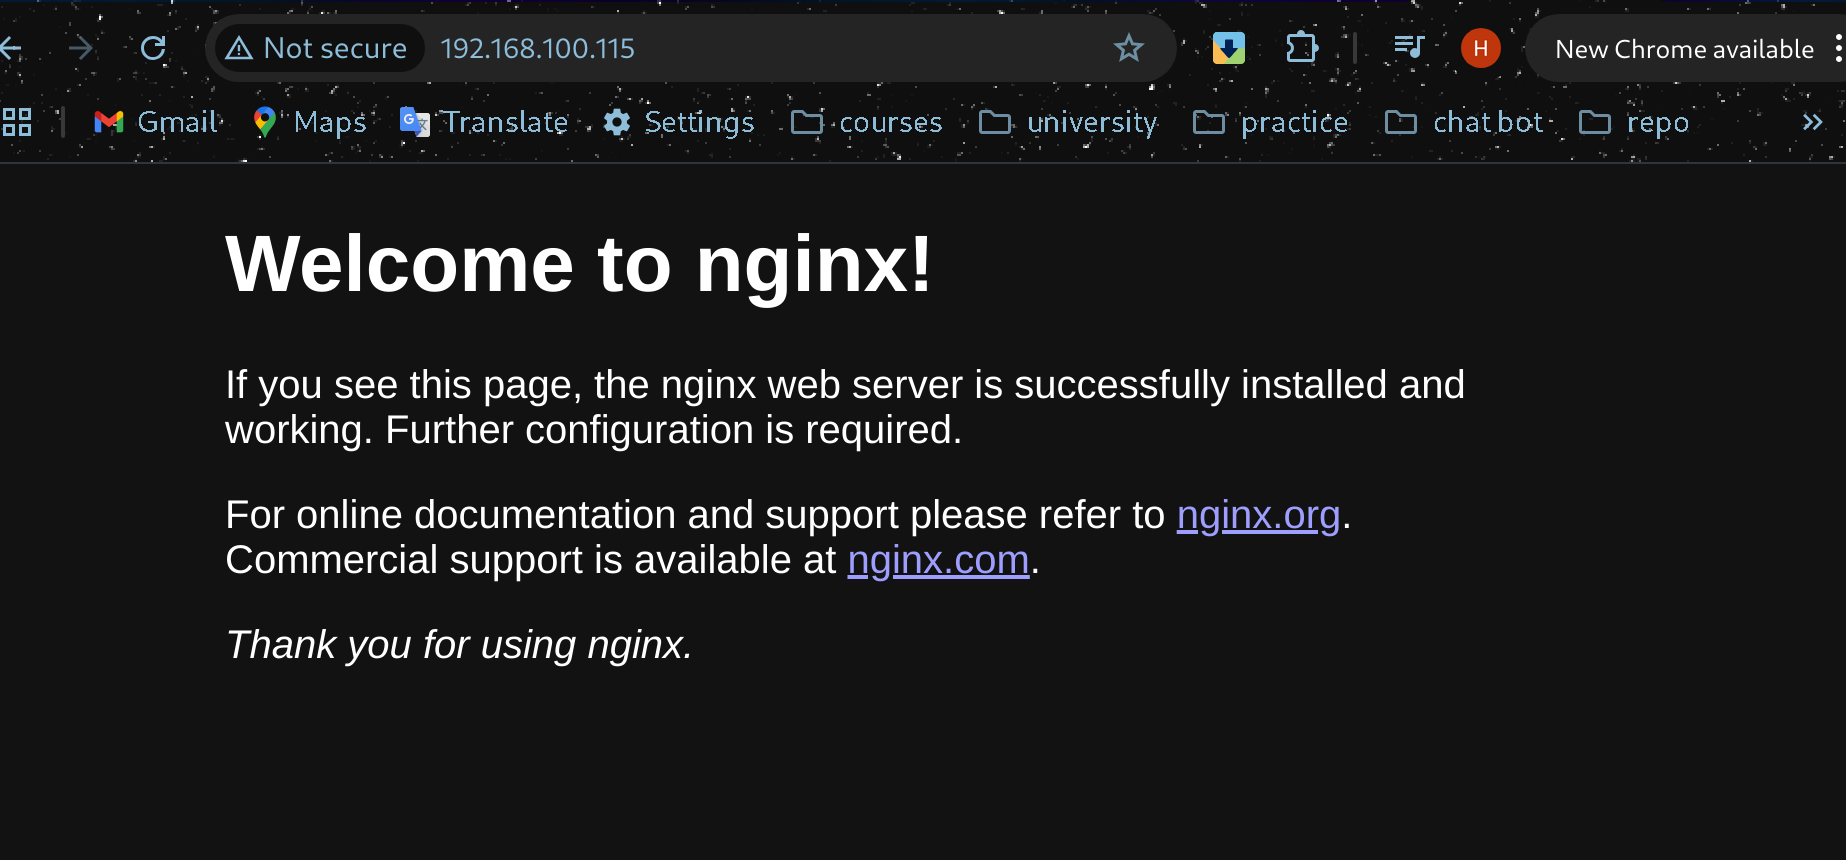 Not secure 192.168.100.115 H New Chrome available
Gmail Maps Translate Settings courses university practice chat bot repo
Welcome to nginx!
If you see this page, the nginx web server is successfully installed and
working. Further configuration is required.
For online documentation and support please refer to nginx.org.
Commercial support is available at nginx.com.
Thank you for using nginx.